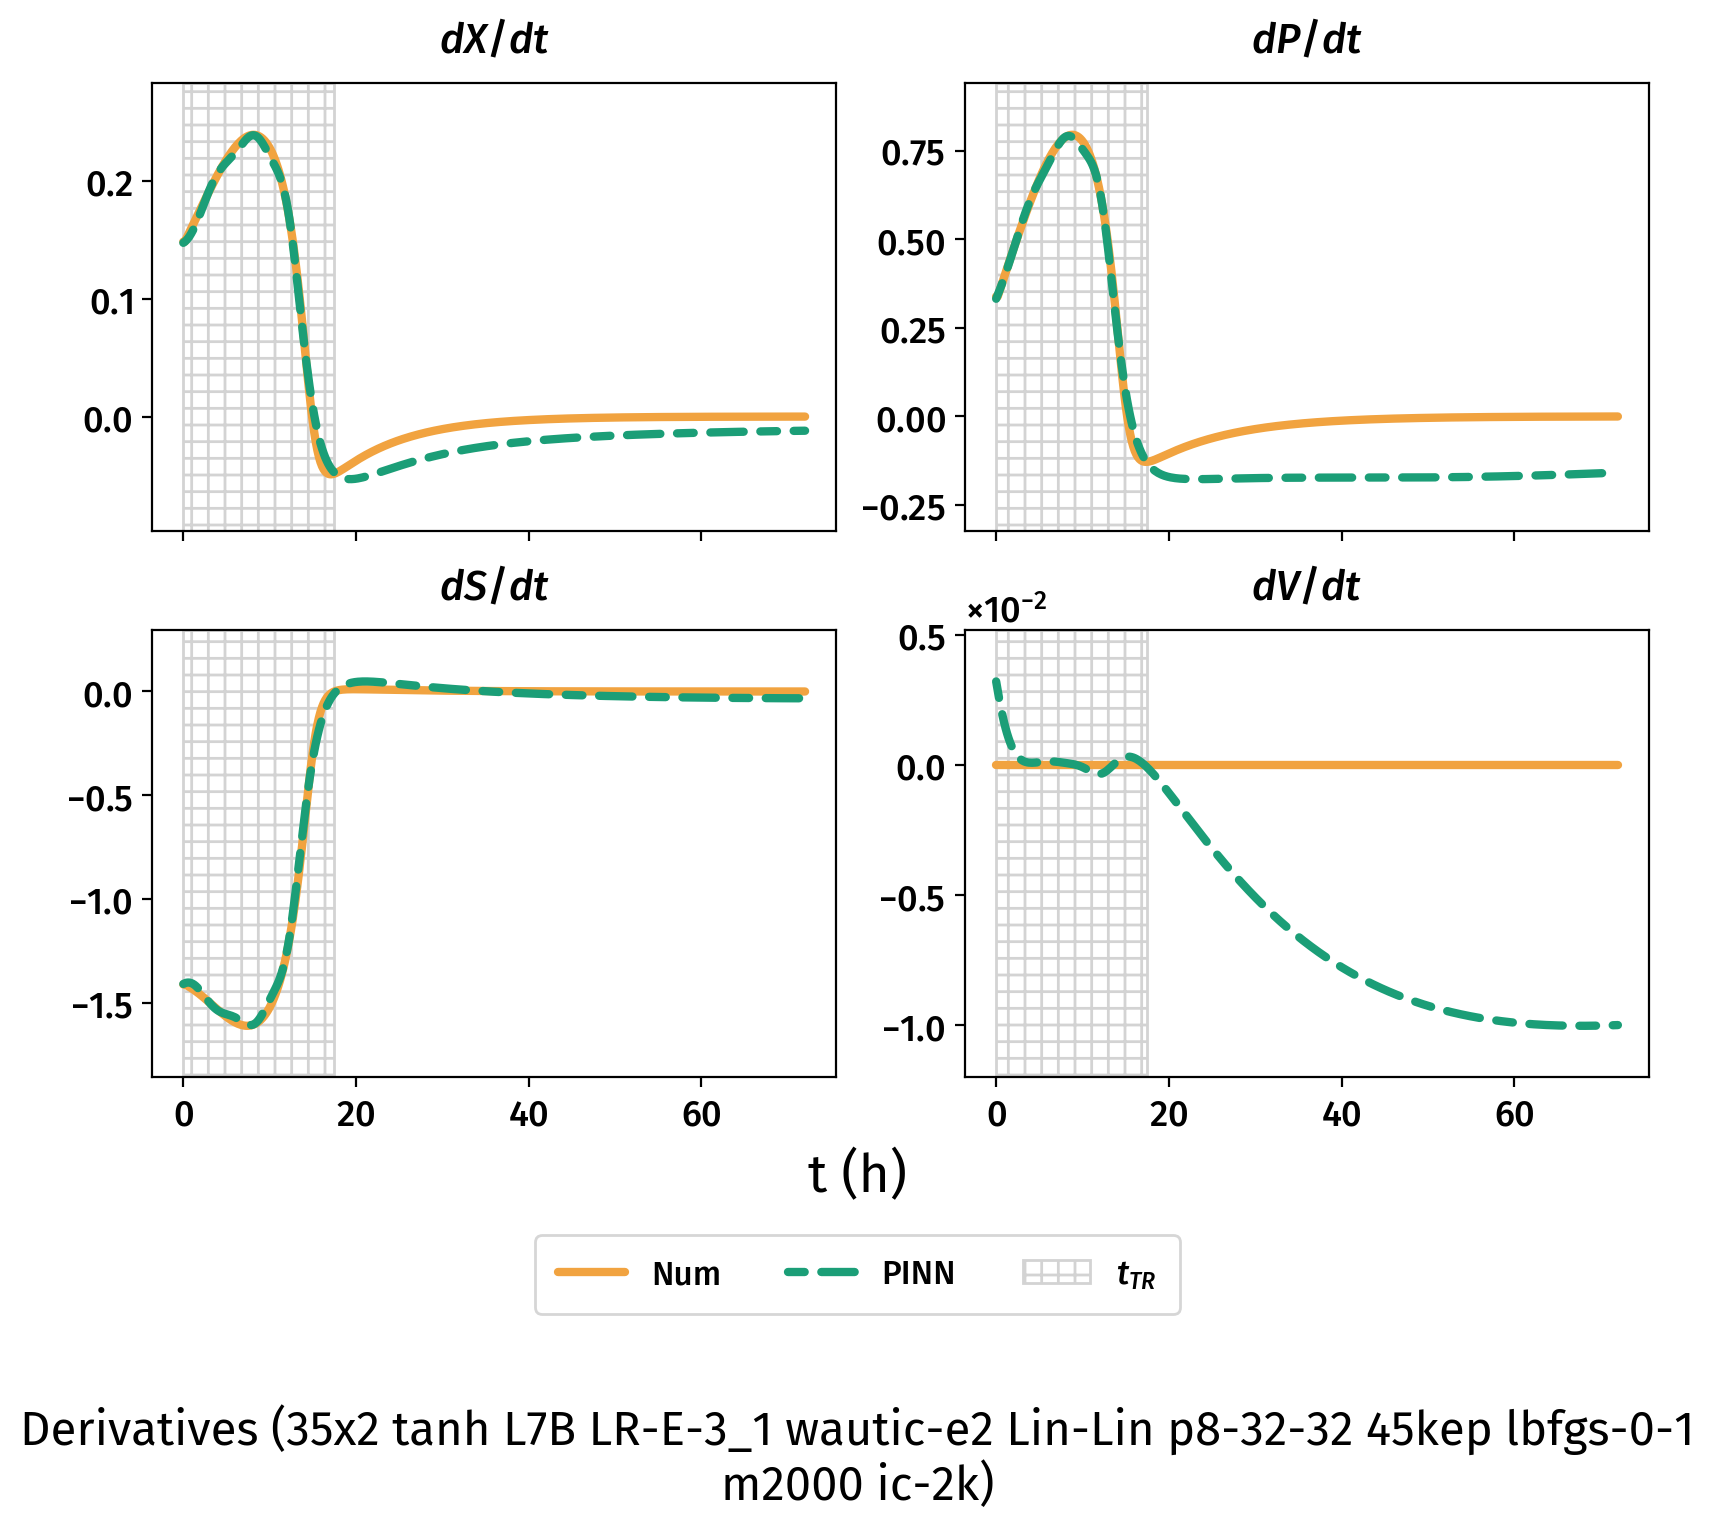 dX/dt
dP/dt
0.2
0.1
0.0
0.75
0.50
0.25
0.00
−0.25
dS/dt
dV/dt
×10⁻²
0.0
−0.5
−1.0
−1.5
0.5
0.0
−0.5
−1.0
0 20 40 60
0 20 40 60
t (h)
Num PINN t_TR
Derivatives (35x2 tanh L7B LR-E-3_1 wautic-e2 Lin-Lin p8-32-32 45kep lbfgs-0-1
m2000 ic-2k)